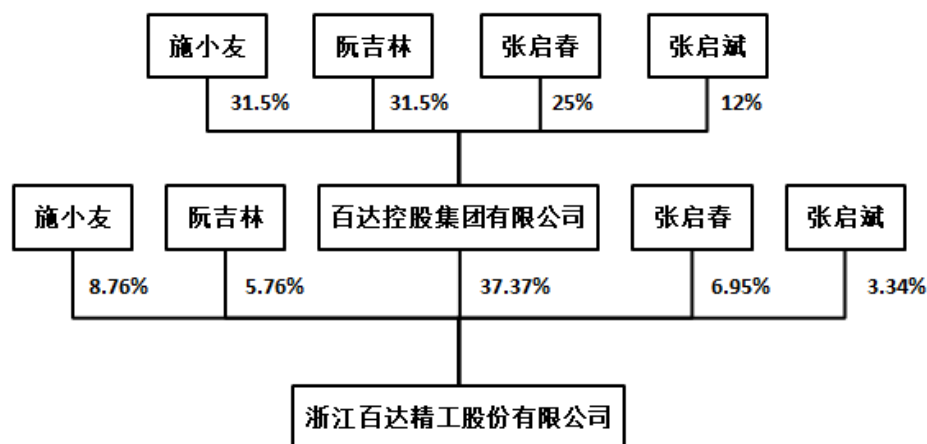 施小友 阮吉林 张启春 张启斌
31.5% 31.5% 25% 12%
施小友 阮吉林 百达控股集团有限公司 张启春 张启斌
8.76% 5.76% 37.37% 6.95% 3.34%
浙江百达精工股份有限公司